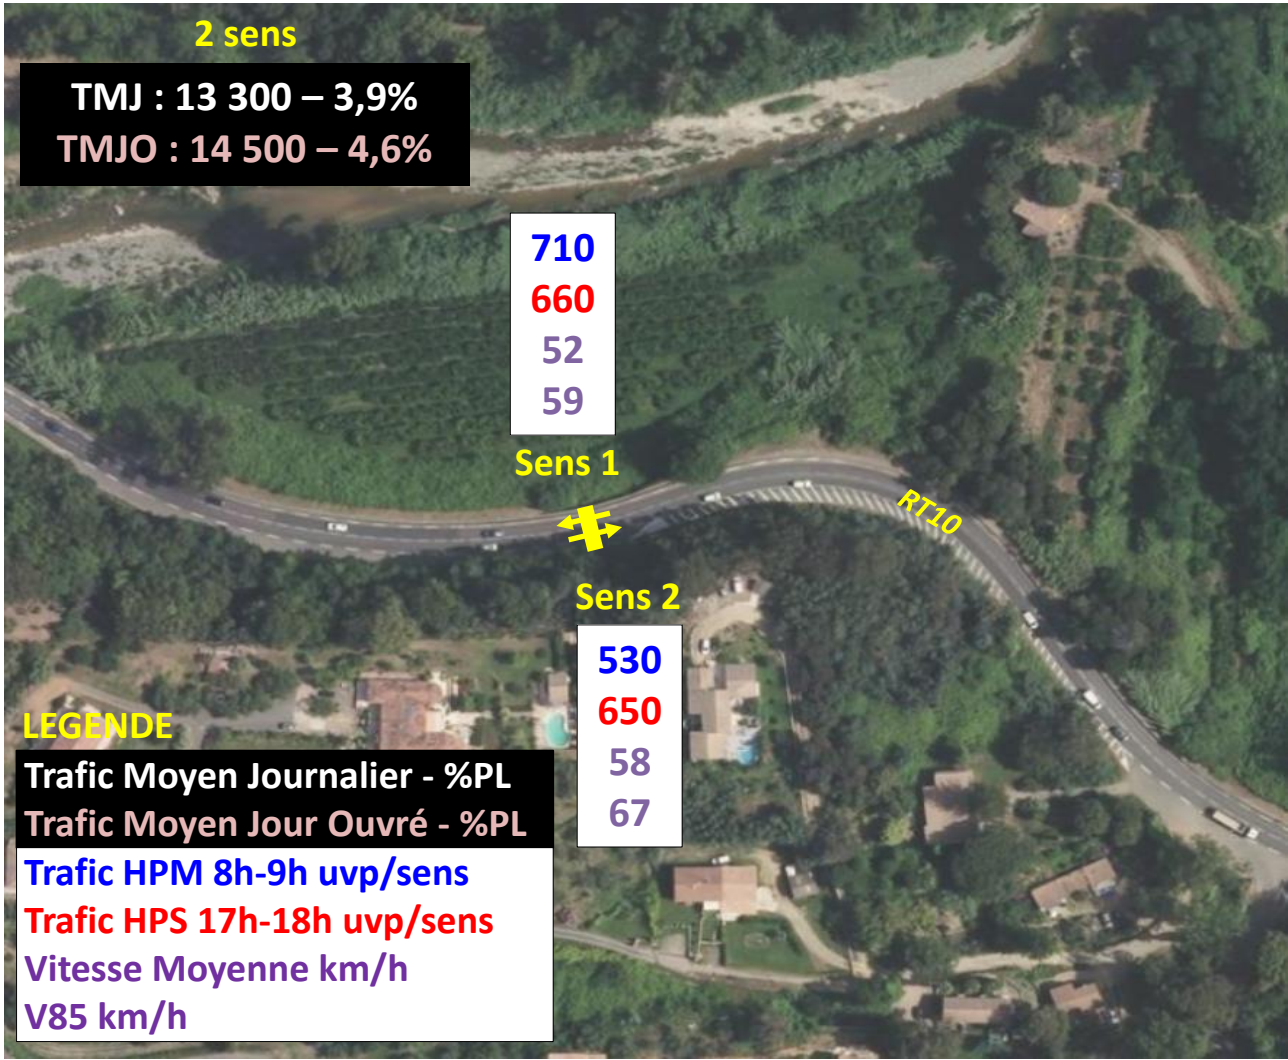 2 sens
TMJ : 13 300 – 3,9%
TMJO : 14 500 – 4,6%
710
660
52
59
Sens 1
RT10
Sens 2
530
650
58
67
LEGENDE
Trafic Moyen Journalier - %PL
Trafic Moyen Jour Ouvré - %PL
Trafic HPM 8h-9h uvp/sens
Trafic HPS 17h-18h uvp/sens
Vitesse Moyenne km/h
V85 km/h